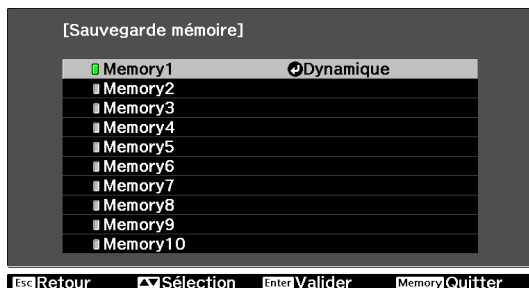 [Sauvegarde mémoire]
Memory1 Dynamique
Memory2
Memory3
Memory4
Memory5
Memory6
Memory7
Memory8
Memory9
Memory10
Esc Retour Sélection Enter Valider Memory Quitter